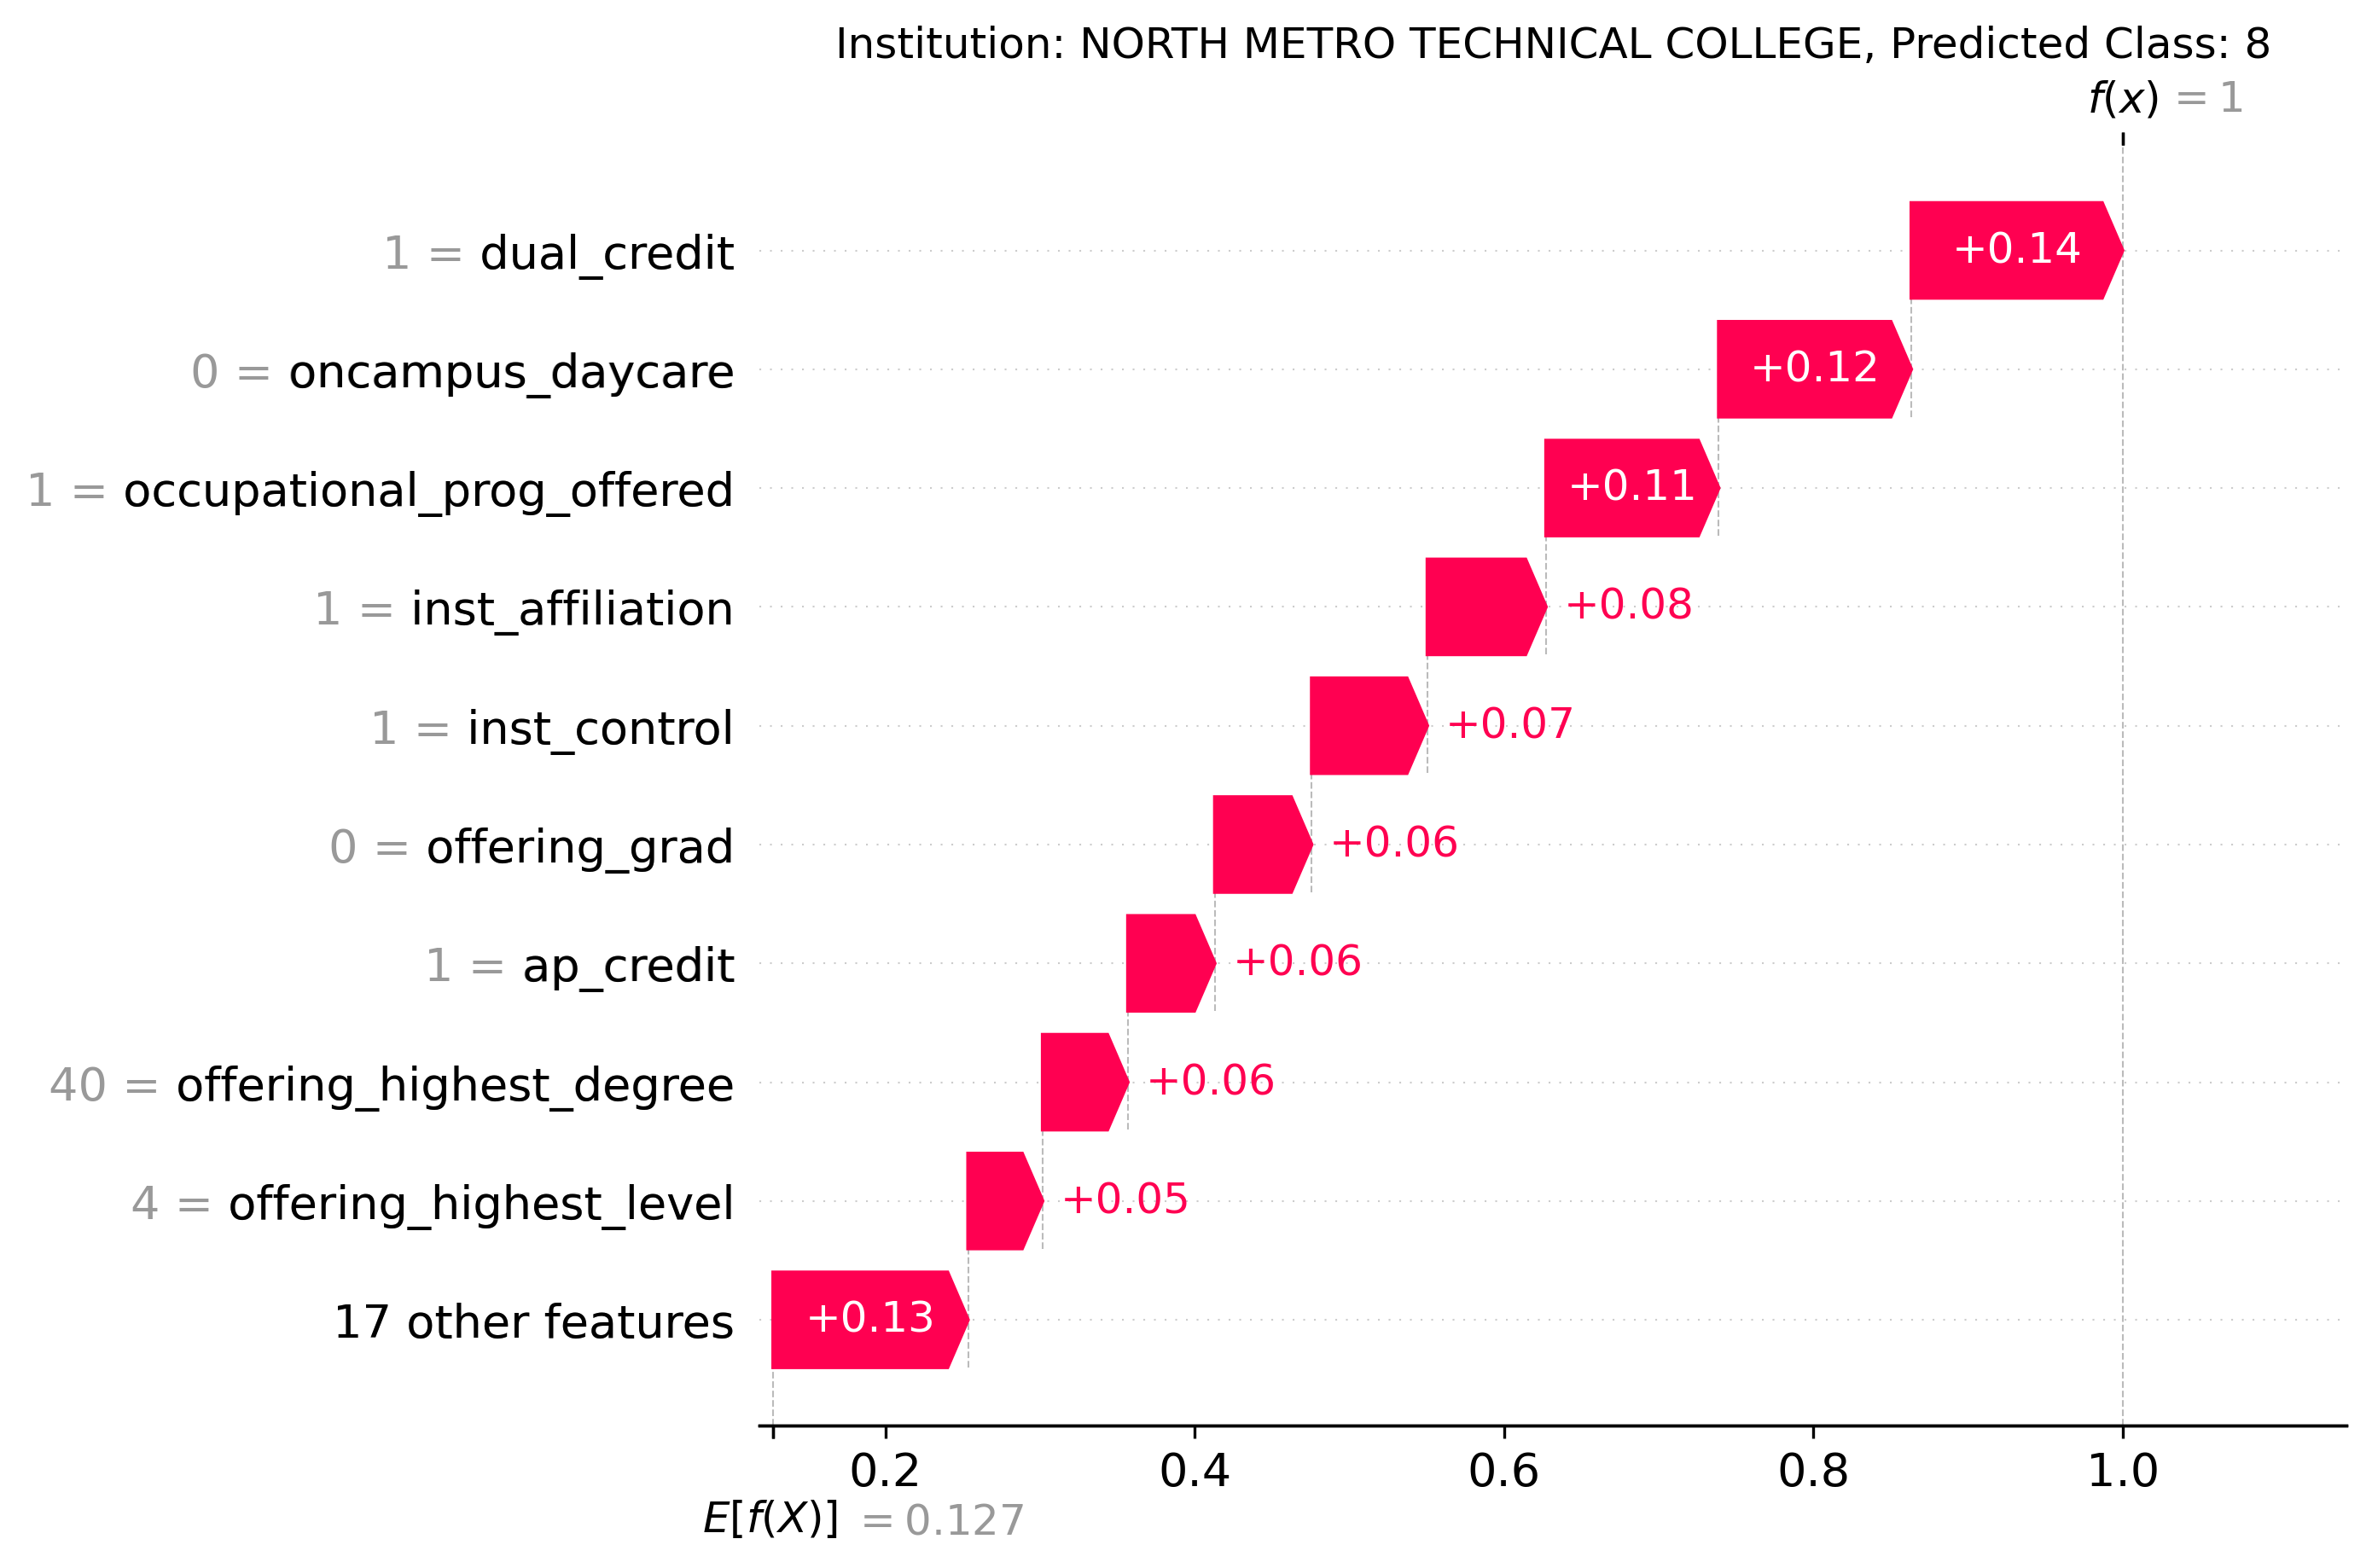 Institution: NORTH METRO TECHNICAL COLLEGE, Predicted Class: 8
f(x) = 1
1 = dual_credit +0.14
0 = oncampus_daycare +0.12
1 = occupational_prog_offered +0.11
1 = inst_affiliation +0.08
1 = inst_control +0.07
0 = offering_grad +0.06
1 = ap_credit +0.06
40 = offering_highest_degree +0.06
4 = offering_highest_level +0.05
17 other features +0.13
0.2 0.4 0.6 0.8 1.0
E[f(X)] = 0.127